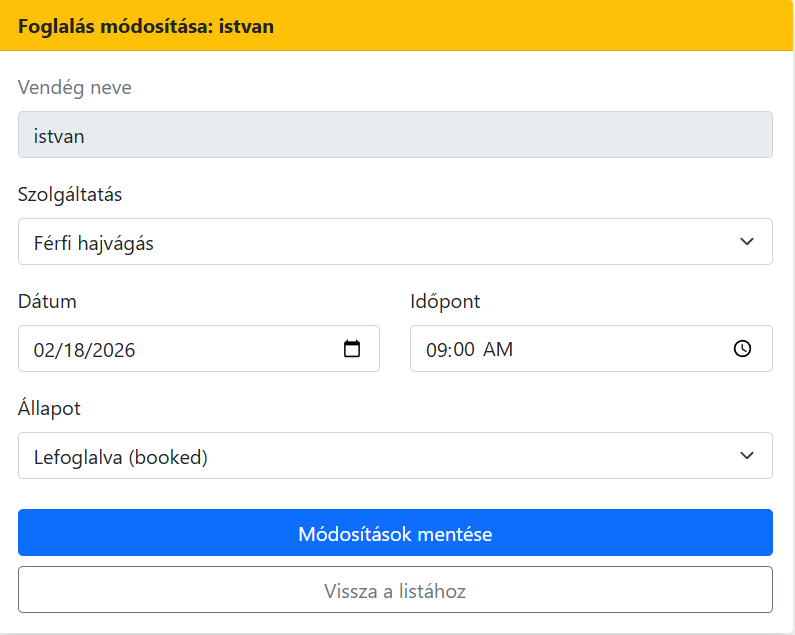 Foglalás módosítása: istvan
Vendég neve
istvan
Szolgáltatás
Férfi hajvágás
Dátum
Időpont
02/18/2026
09:00 AM
Állapot
Lefoglalva (booked)
Módosítások mentése
Vissza a listához